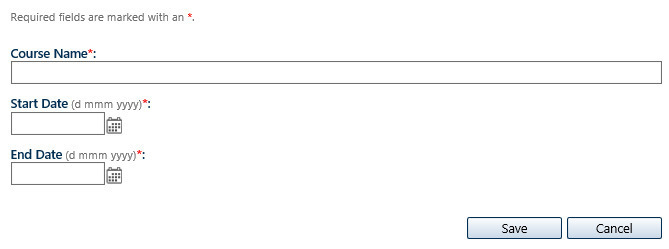 Required fields are marked with an *.
Course Name*:
Start Date (d mmm yyyy)*:
End Date (d mmm yyyy)*:
Save Cancel